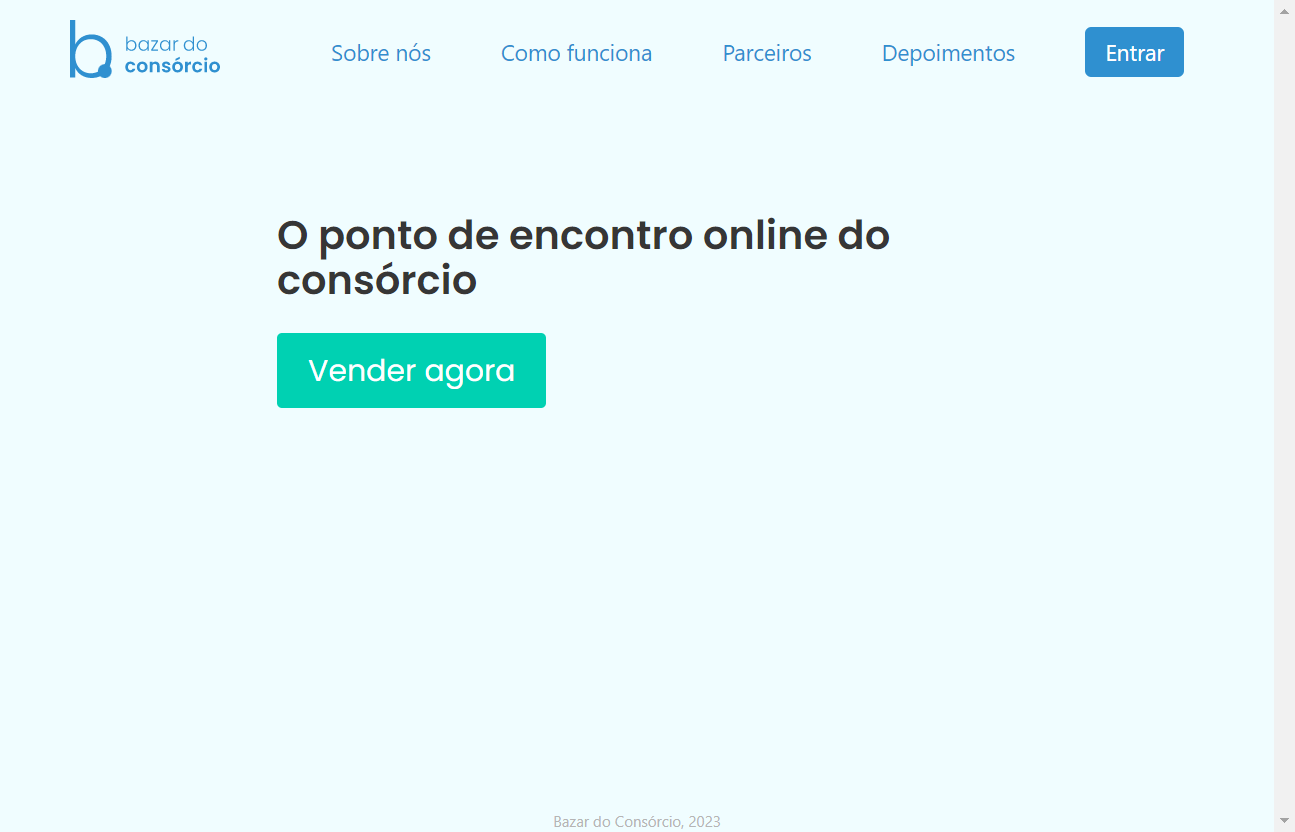 bazar do
consórcio
Sobre nós
Como funciona
Parceiros
Depoimentos
Entrar
O ponto de encontro online do
consórcio
Vender agora
Bazar do Consórcio, 2023